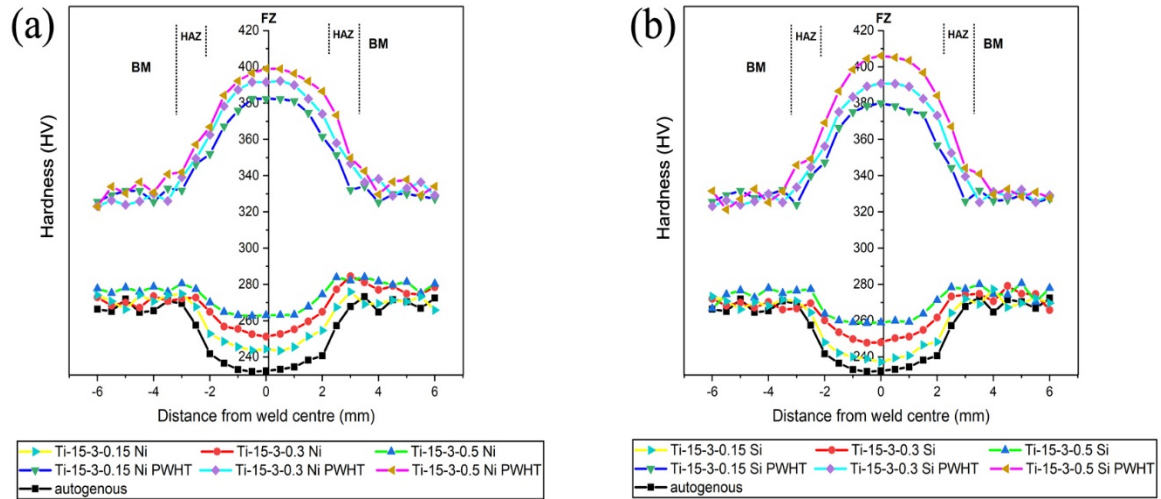 (a)
FZ
HAZ
HAZ
BM
BM
420
400
380
360
340
320
300
280
260
240
Hardness (HV)
-6 -4 -2 0 2 4 6
Distance from weld centre (mm)
Ti-15-3-0.15 Ni Ti-15-3-0.3 Ni Ti-15-3-0.5 Ni
Ti-15-3-0.15 Ni PWHT Ti-15-3-0.3 Ni PWHT Ti-15-3-0.5 Ni PWHT
autogenous
(b)
FZ
HAZ
HAZ
BM
BM
420
400
380
360
340
320
300
280
260
240
Hardness (HV)
-6 -4 -2 0 2 4 6
Distance from weld centre (mm)
Ti-15-3-0.15 Si Ti-15-3-0.3 Si Ti-15-3-0.5 Si
Ti-15-3-0.15 Si PWHT Ti-15-3-0.3 Si PWHT Ti-15-3-0.5 Si PWHT
autogenous